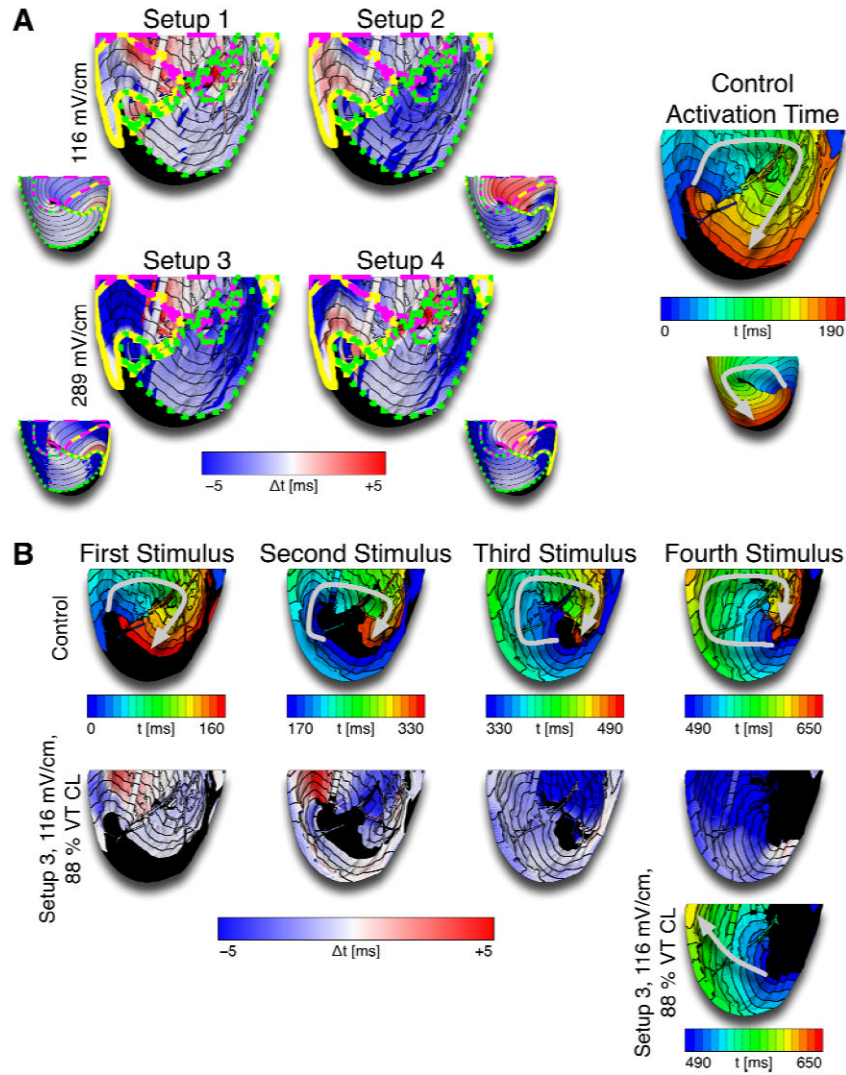 A
Setup 1
Setup 2
116 mV/cm
Control
Activation Time
0
t [ms]
190
Setup 3
Setup 4
289 mV/cm
−5
Δt [ms]
+5
B
First Stimulus
Second Stimulus
Third Stimulus
Fourth Stimulus
Control
0
t [ms]
160
170
t [ms]
330
330
t [ms]
490
490
t [ms]
650
Setup 3, 116 mV/cm,
88 % VT CL
−5
Δt [ms]
+5
Setup 3, 116 mV/cm,
88 % VT CL
490
t [ms]
650